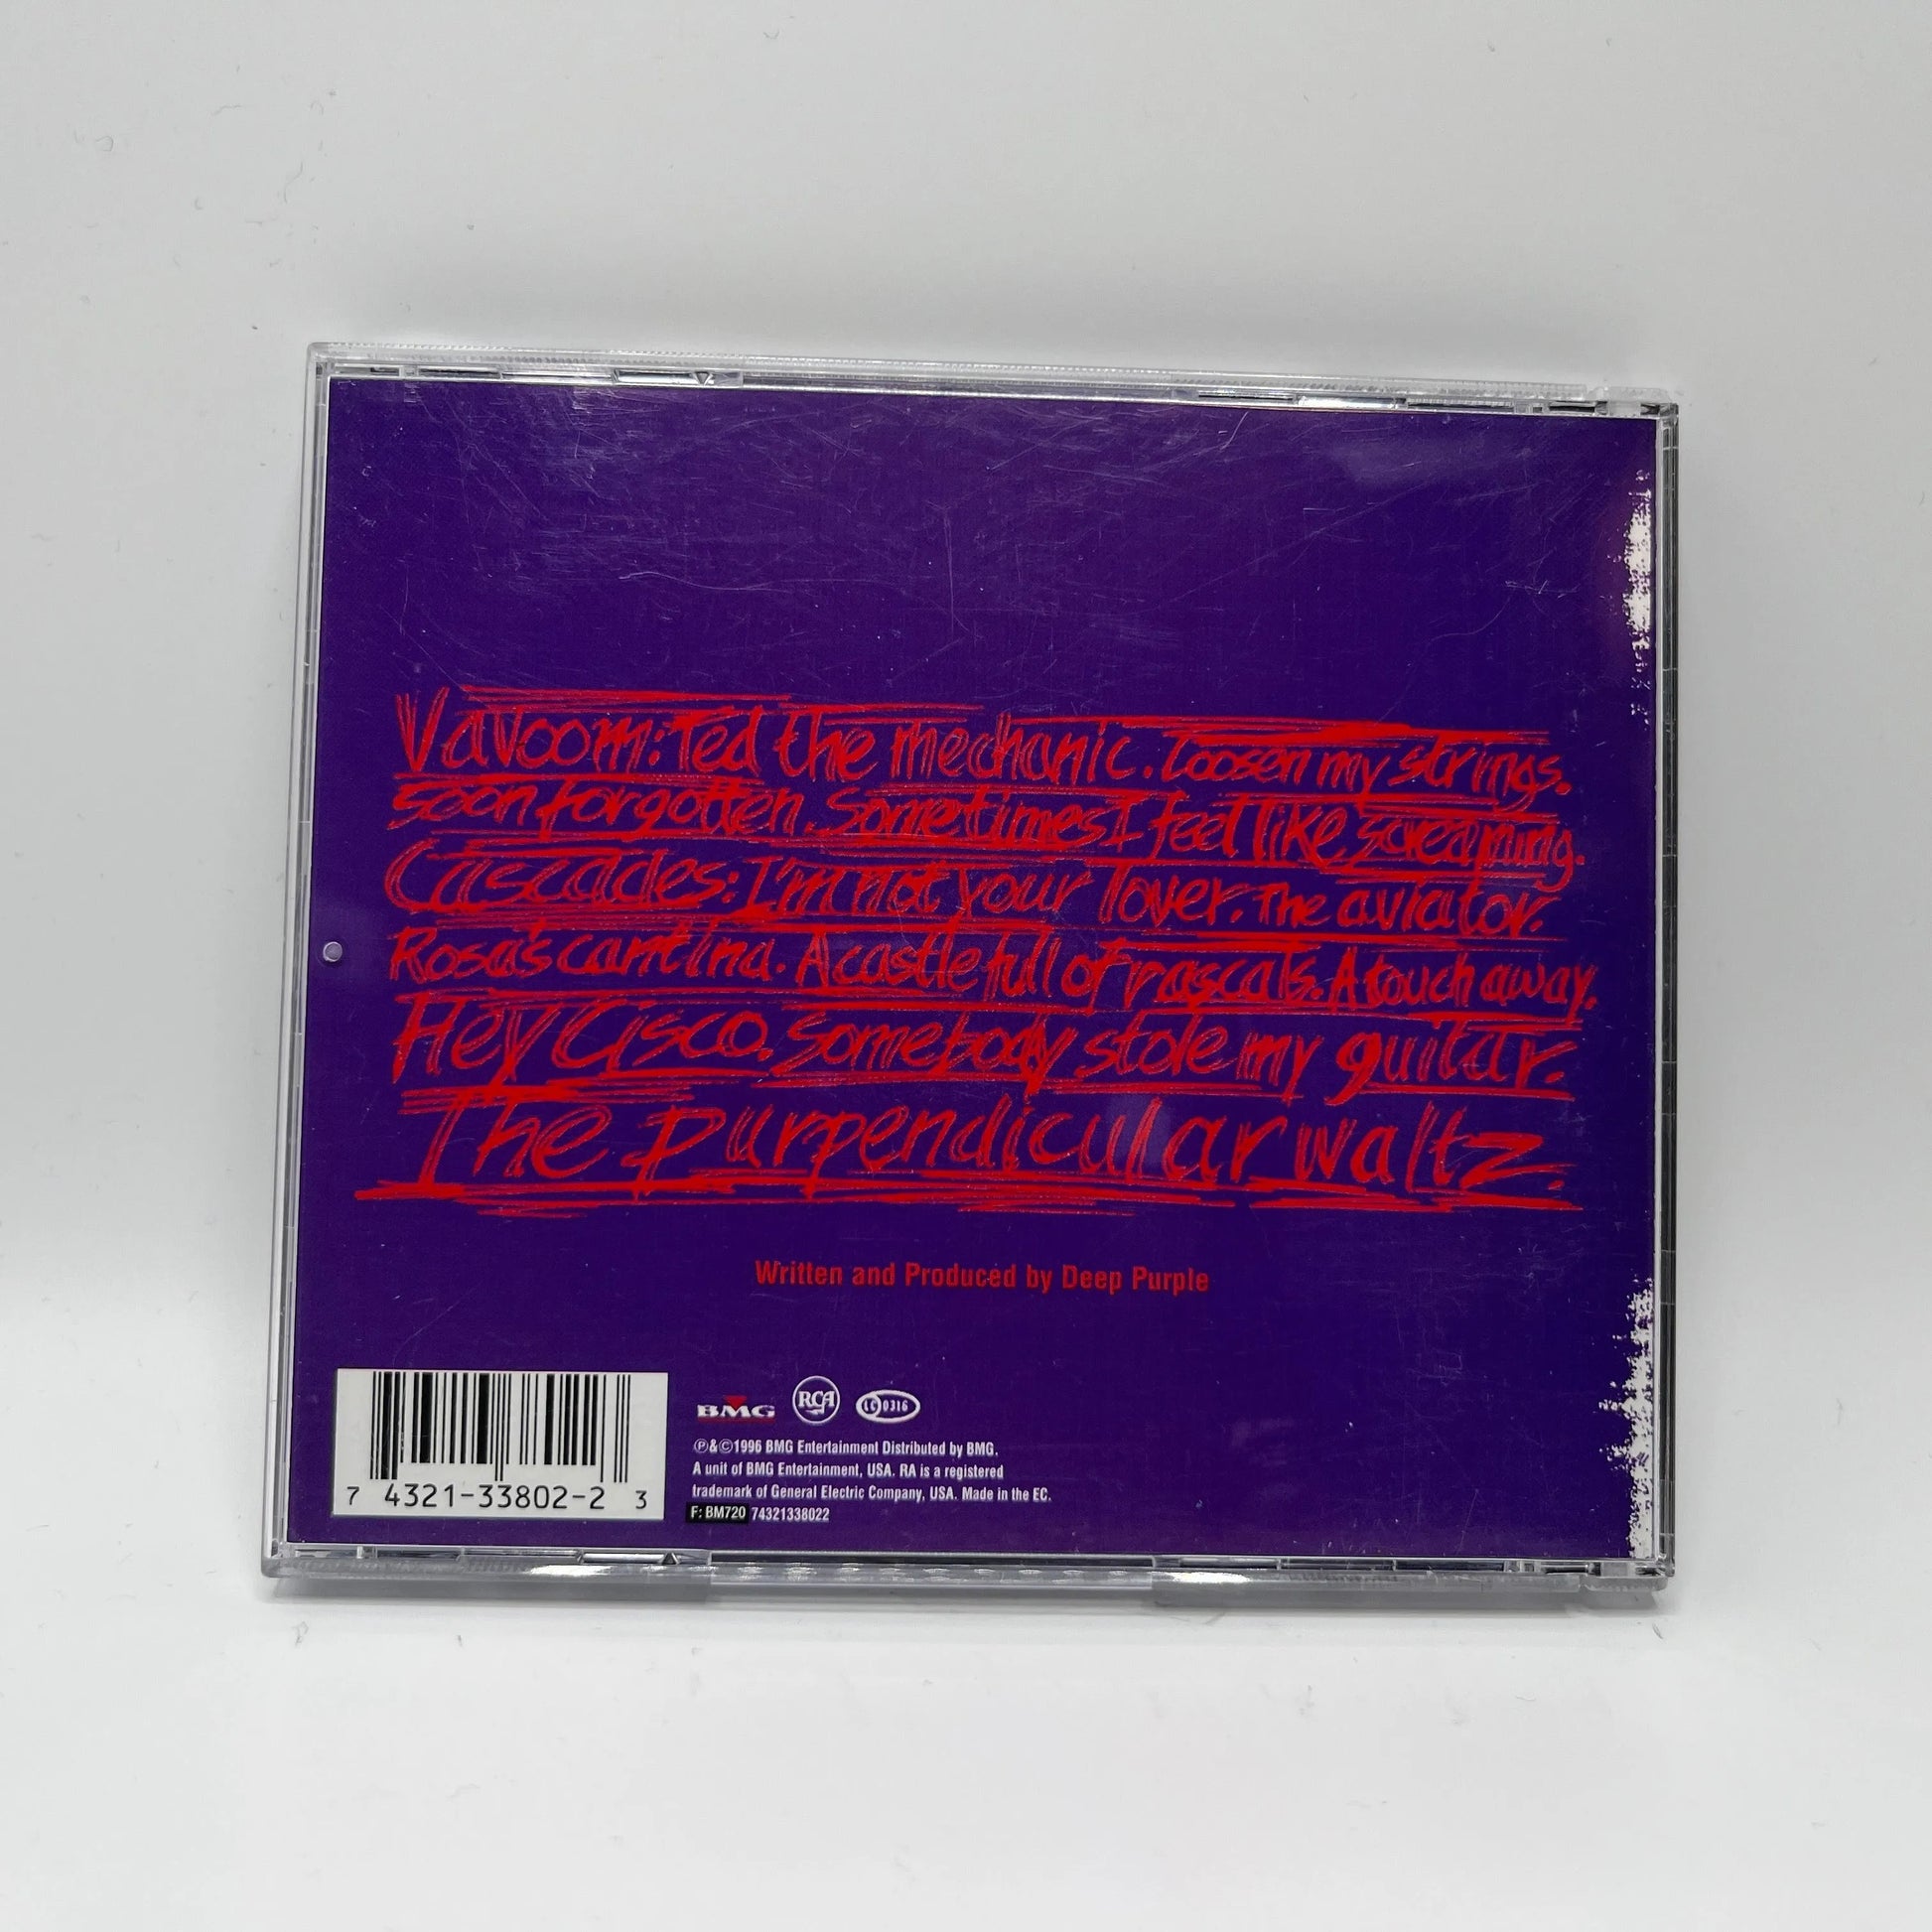 Vavoom: Ted the mechanic. Loosen my strings.
Soon forgotten. Sometimes I feel like screaming.
Cascades: I'm not your lover. The aviator.
Rosa's cantina. A castle full of rascals. A touch away.
Hey Cisco. Somebody stole my guitar.
The purpendicular waltz.
Written and Produced by Deep Purple
BMG RCA LC 0316
℗&©1996 BMG Entertainment Distributed by BMG.
A unit of BMG Entertainment, USA. RA is a registered
trademark of General Electric Company, USA. Made in the EC.
F: BM720 74321338022
7 4321-33802-2 3